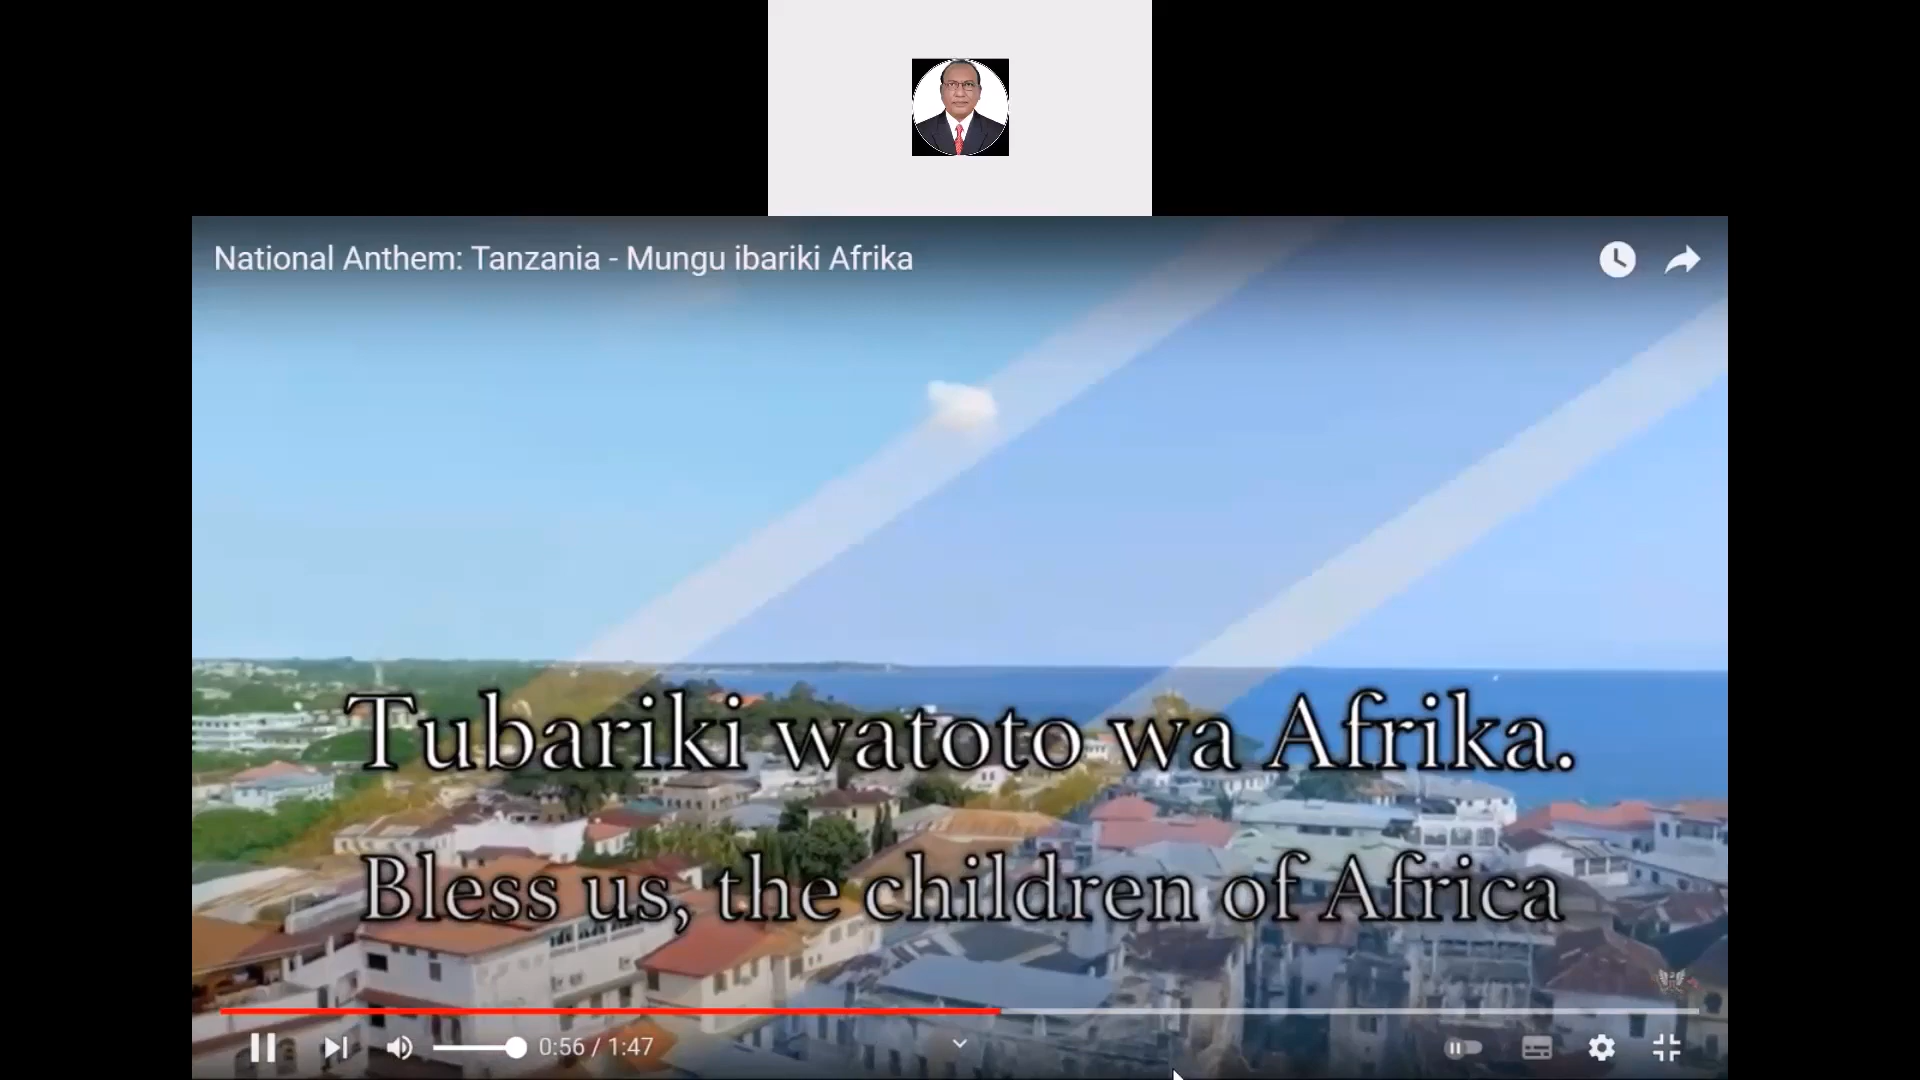 National Anthem: Tanzania - Mungu ibariki Afrika
Tubariki watoto wa Afrika.
Bless us, the children of Africa
0:56 / 1:47